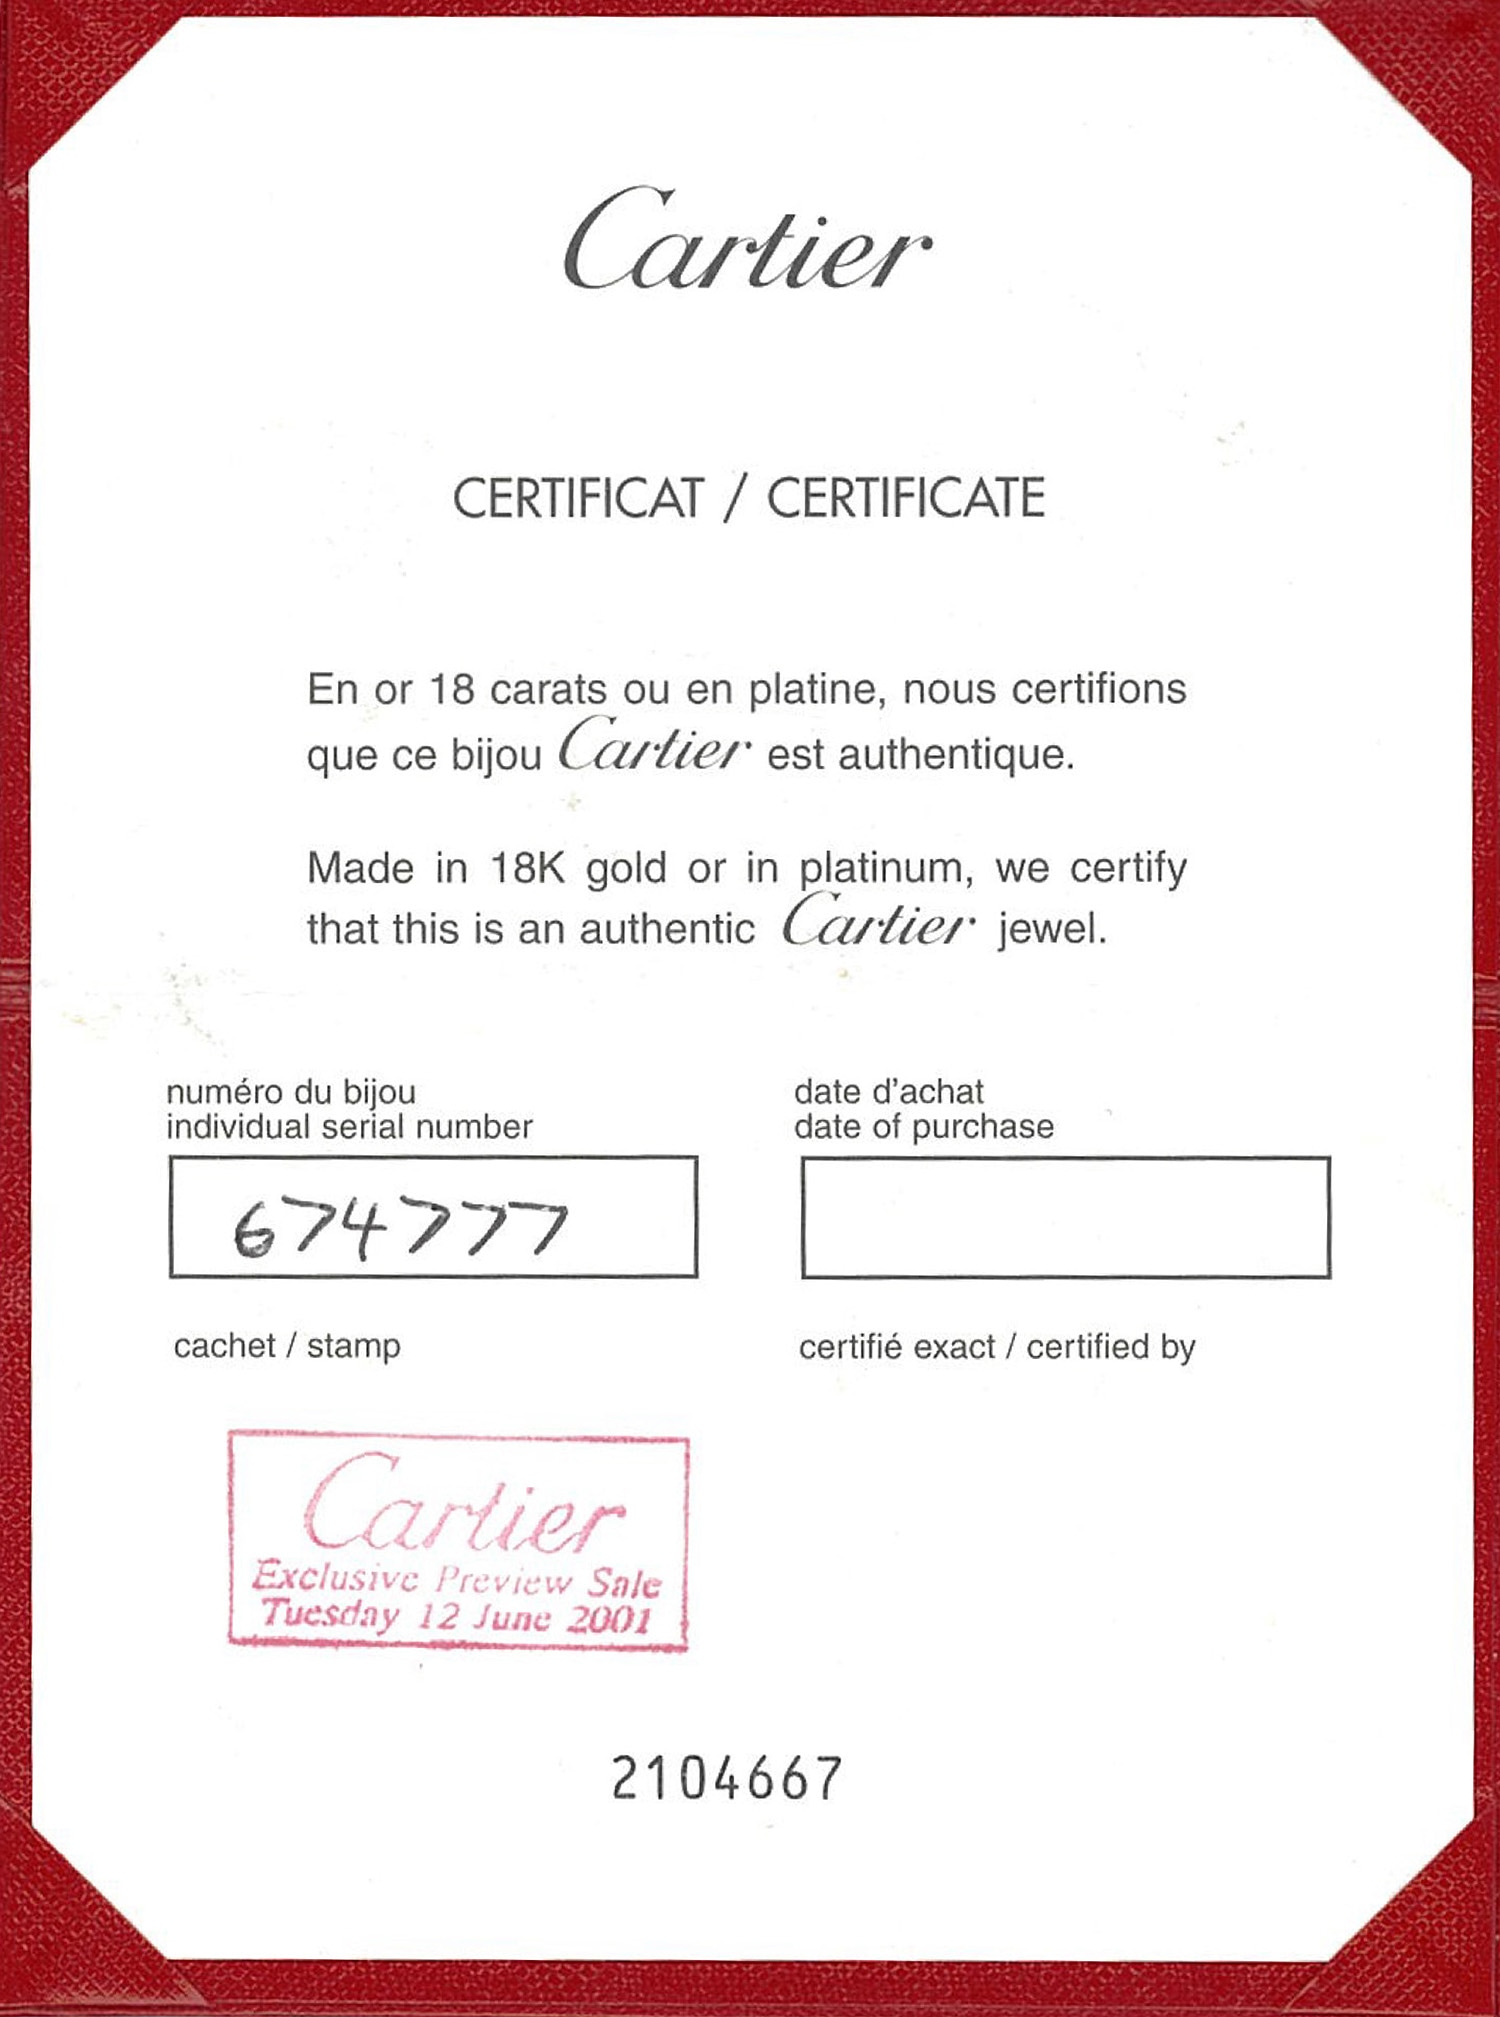 Cartier
CERTIFICAT / CERTIFICATE
En or 18 carats ou en platine, nous certifions
que ce bijou Cartier est authentique.
Made in 18K gold or in platinum, we certify
that this is an authentic Cartier jewel.
numéro du bijou
individual serial number
674777
date d'achat
date of purchase
cachet / stamp
certifié exact / certified by
Cartier
Exclusive Preview Sale
Tuesday 12 June 2001
2104667